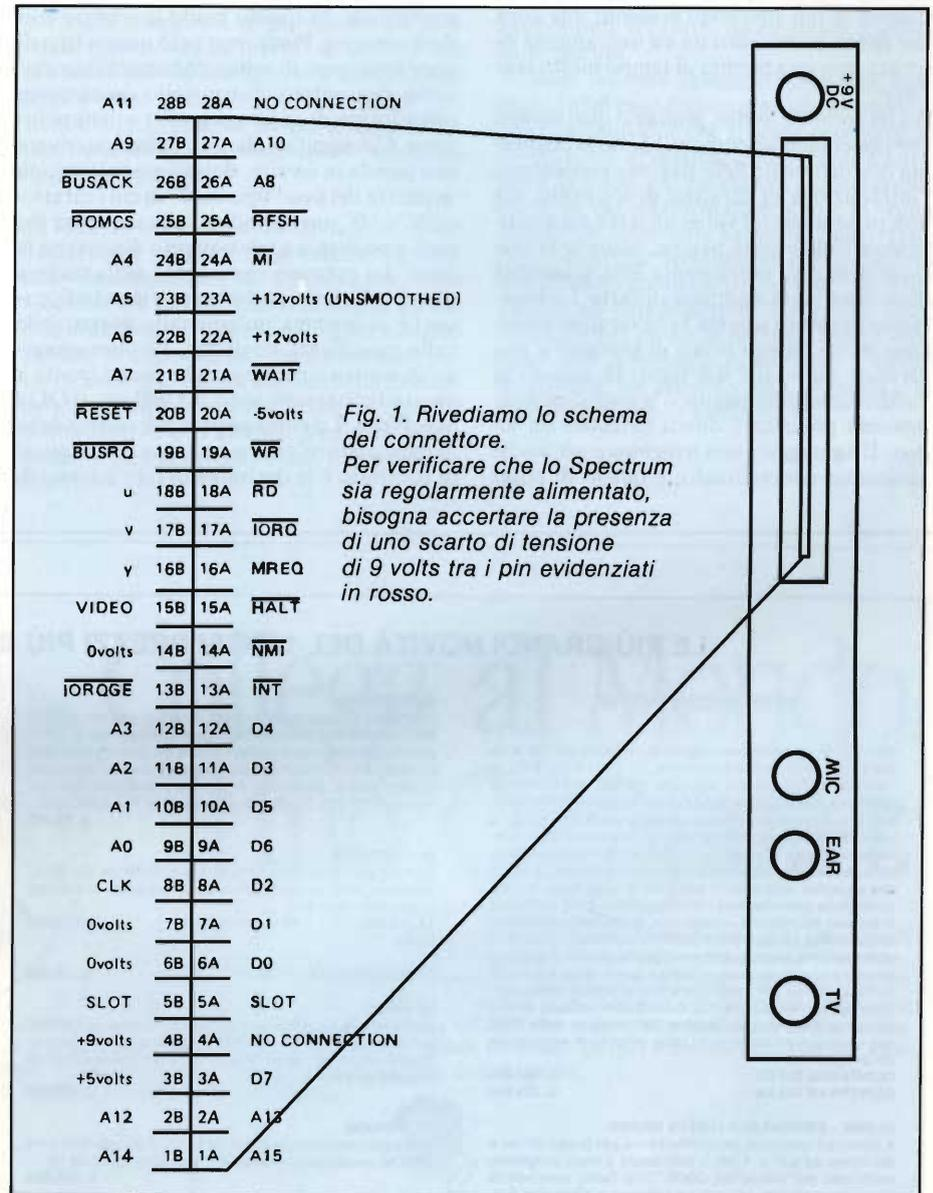 A11 28B 28A NO CONNECTION
A9 27B 27A A10
BUSACK 26B 26A A8
ROMCS 25B 25A RFSH
A4 24B 24A MI
A5 23B 23A +12volts (UNSMOOTHED)
A6 22B 22A +12volts
A7 21B 21A WAIT
RESET 20B 20A -5volts
BUSRQ 19B 19A WR
u 18B 18A RD
v 17B 17A IORQ
y 16B 16A MREQ
VIDEO 15B 15A HALT
0volts 14B 14A NMI
IORQGE 13B 13A INT
A3 12B 12A D4
A2 11B 11A D3
A1 10B 10A D5
A0 9B 9A D6
CLK 8B 8A D2
0volts 7B 7A D1
0volts 6B 6A D0
SLOT 5B 5A SLOT
+9volts 4B 4A NO CONNECTION
+5volts 3B 3A D7
A12 2B 2A A13
A14 1B 1A A15
Fig. 1. Rivediamo lo schema
del connettore.
Per verificare che lo Spectrum
sia regolarmente alimentato,
bisogna accertare la presenza
di uno scarto di tensione
di 9 volts tra i pin evidenziati
in rosso.
+9V
DC
MIC
EAR
TV